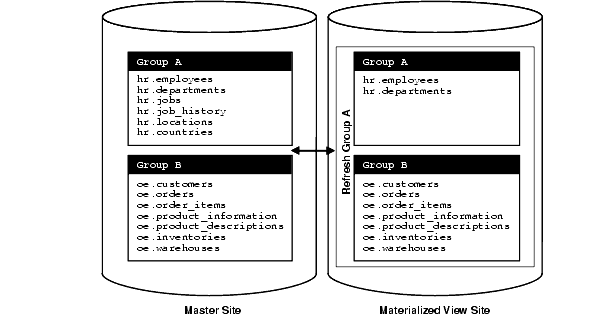 Group A
hr.employees
hr.departments
hr.jobs
hr.job_history
hr.locations
hr.countries
Group B
oe.customers
oe.orders
oe.order_items
oe.product_information
oe.product_descriptions
oe.inventories
oe.warehouses
Master Site
Refresh Group A
Group A
hr.employees
hr.departments
Group B
oe.customers
oe.orders
oe.order_items
oe.product_information
oe.product_descriptions
oe.inventories
oe.warehouses
Materialized View Site